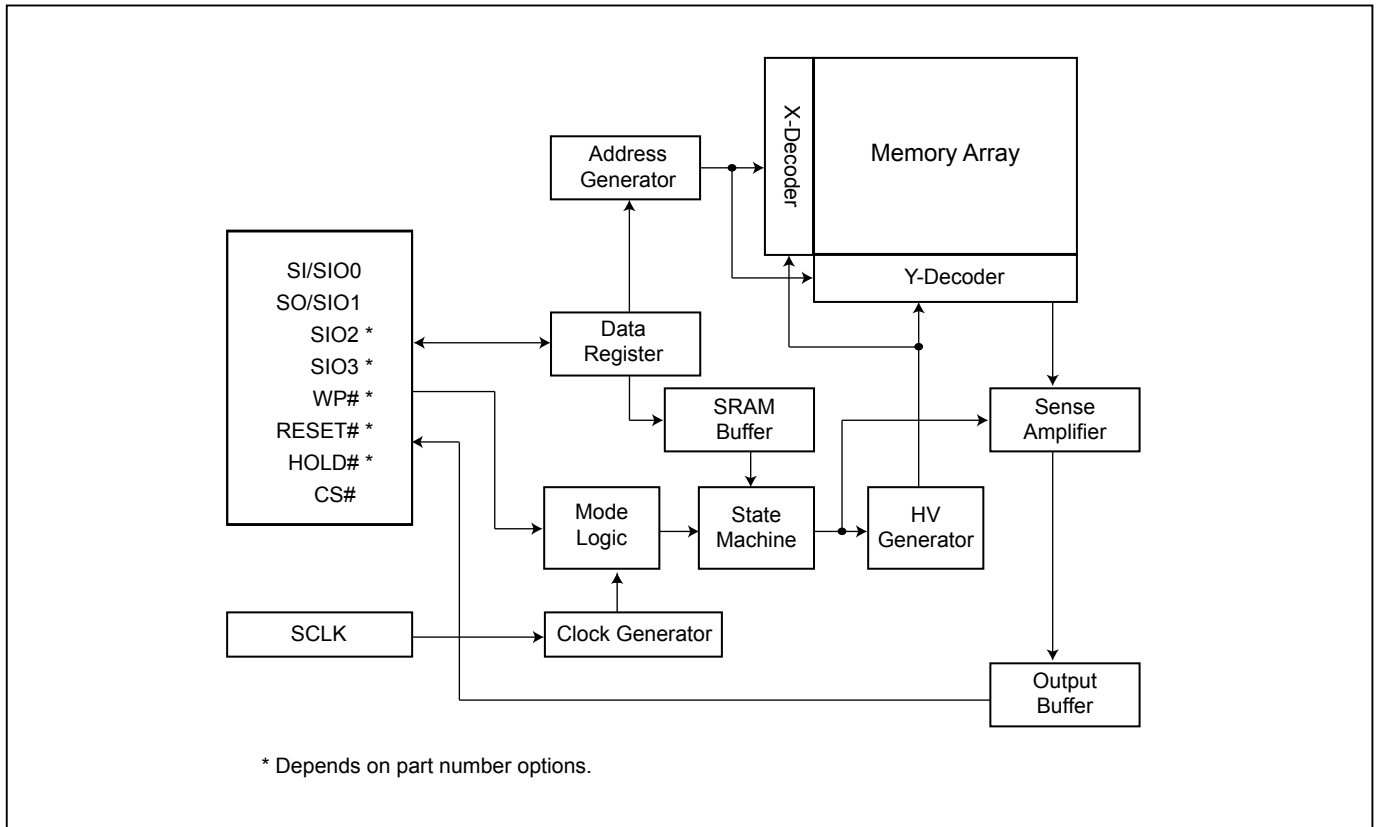 X-Decoder
Memory Array
Address
Generator
Y-Decoder
SI/SIO0
SO/SIO1
SIO2 *
SIO3 *
WP# *
RESET# *
HOLD# *
CS#
Data
Register
SRAM
Buffer
Sense
Amplifier
Mode
Logic
State
Machine
HV
Generator
SCLK
Clock Generator
Output
Buffer
* Depends on part number options.